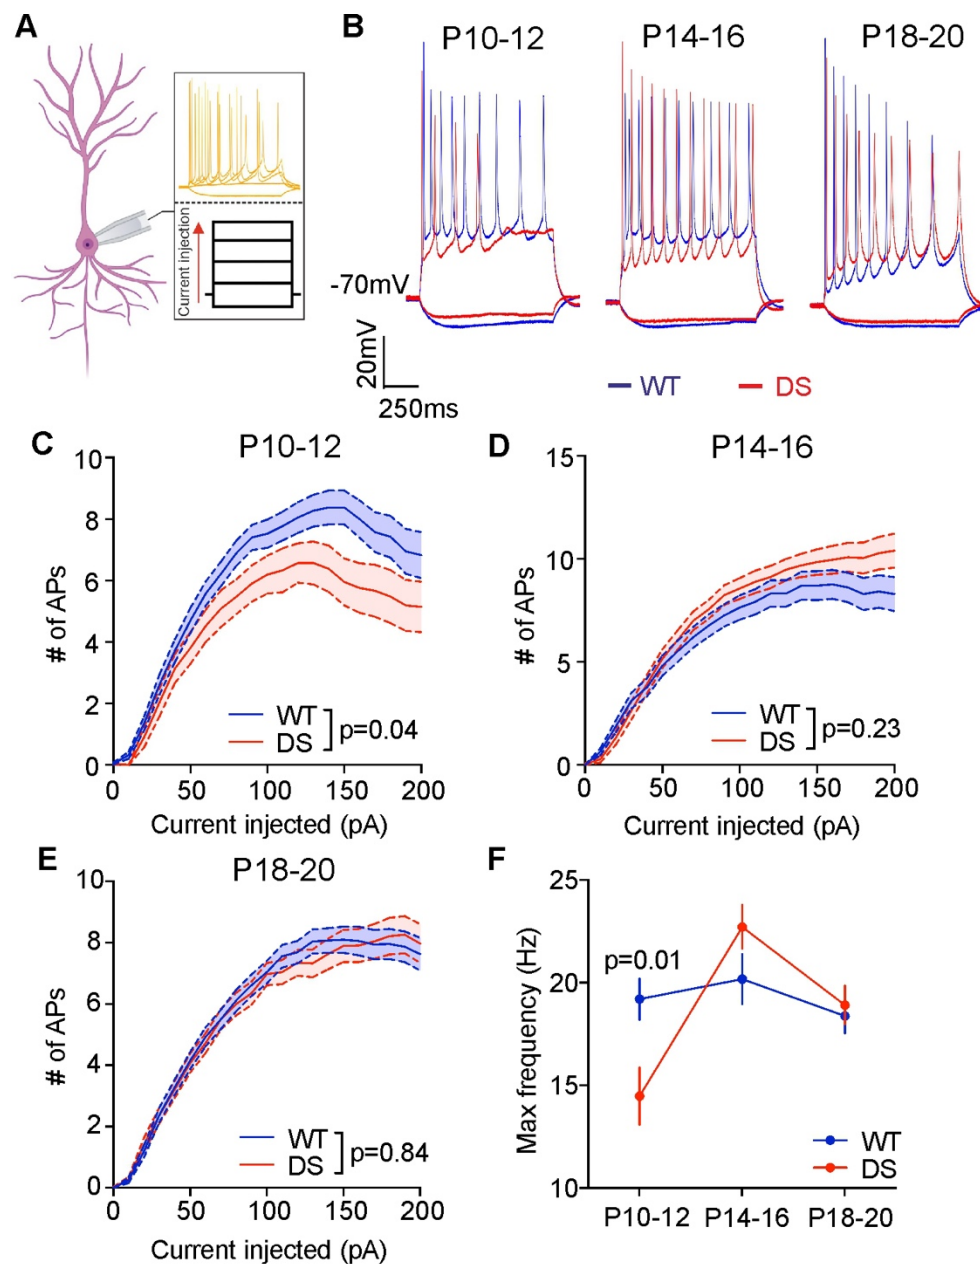 A
Current injection
B
P10-12
P14-16
P18-20
-70mV
20mV
250ms
WT
DS
C
P10-12
# of APs
10
8
6
4
2
0
WT
DS
p=0.04
0
50
100
150
200
Current injected (pA)
D
P14-16
# of APs
15
10
5
0
WT
DS
p=0.23
0
50
100
150
200
Current injected (pA)
E
P18-20
# of APs
10
8
6
4
2
0
WT
DS
p=0.84
0
50
100
150
200
Current injected (pA)
F
Max frequency (Hz)
25
20
15
10
p=0.01
WT
DS
P10-12
P14-16
P18-20